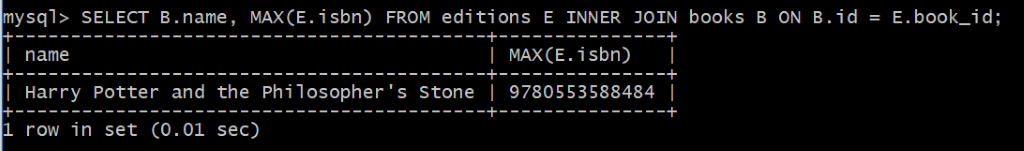 mysql> SELECT B.name, MAX(E.isbn) FROM editions E INNER JOIN books B ON B.id = E.book_id;
+-----------------------------------------+---------------+
| name                                    | MAX(E.isbn)   |
+-----------------------------------------+---------------+
| Harry Potter and the Philosopher's Stone | 9780553588484 |
+-----------------------------------------+---------------+
1 row in set (0.01 sec)